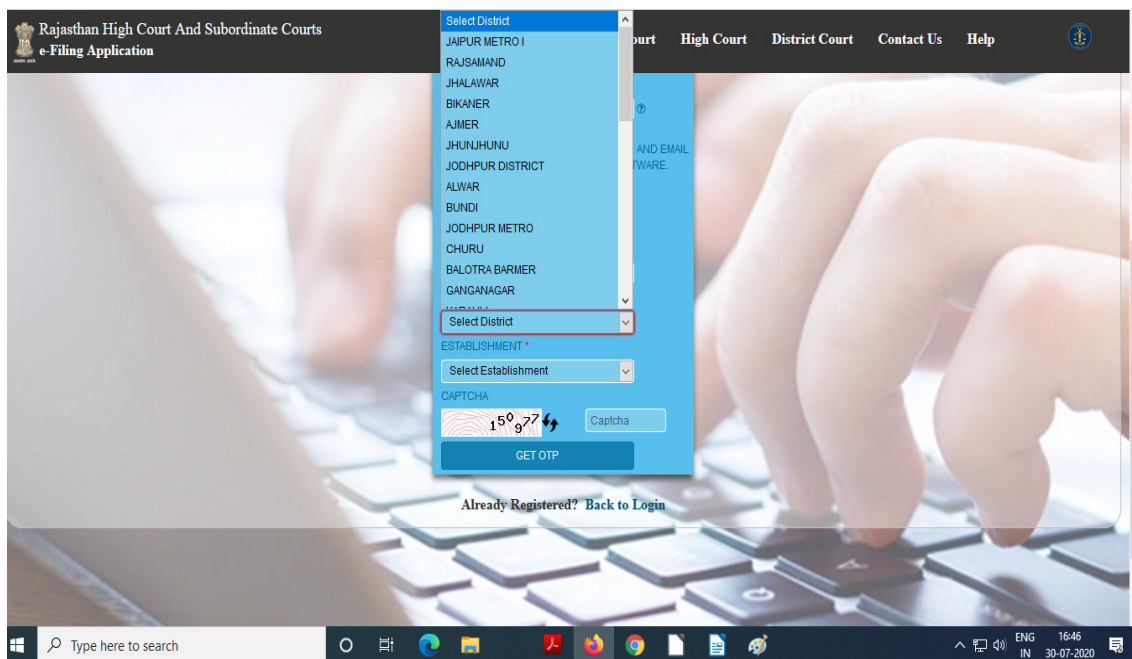 Rajasthan High Court And Subordinate Courts
e-Filing Application
High Court District Court Contact Us Help
Select District
JAIPUR METRO I
RAJSAMAND
JHALAWAR
BIKANER
AJMER
JHUNJHUNU
JODHPUR DISTRICT
ALWAR
BUNDI
JODHPUR METRO
CHURU
BALOTRA BARMER
GANGANAGAR
AND EMAIL
Select District
ESTABLISHMENT *
Select Establishment
CAPTCHA
150977
Captcha
GET OTP
Already Registered? Back to Login
Type here to search
ENG
IN
16:46
30-07-2020